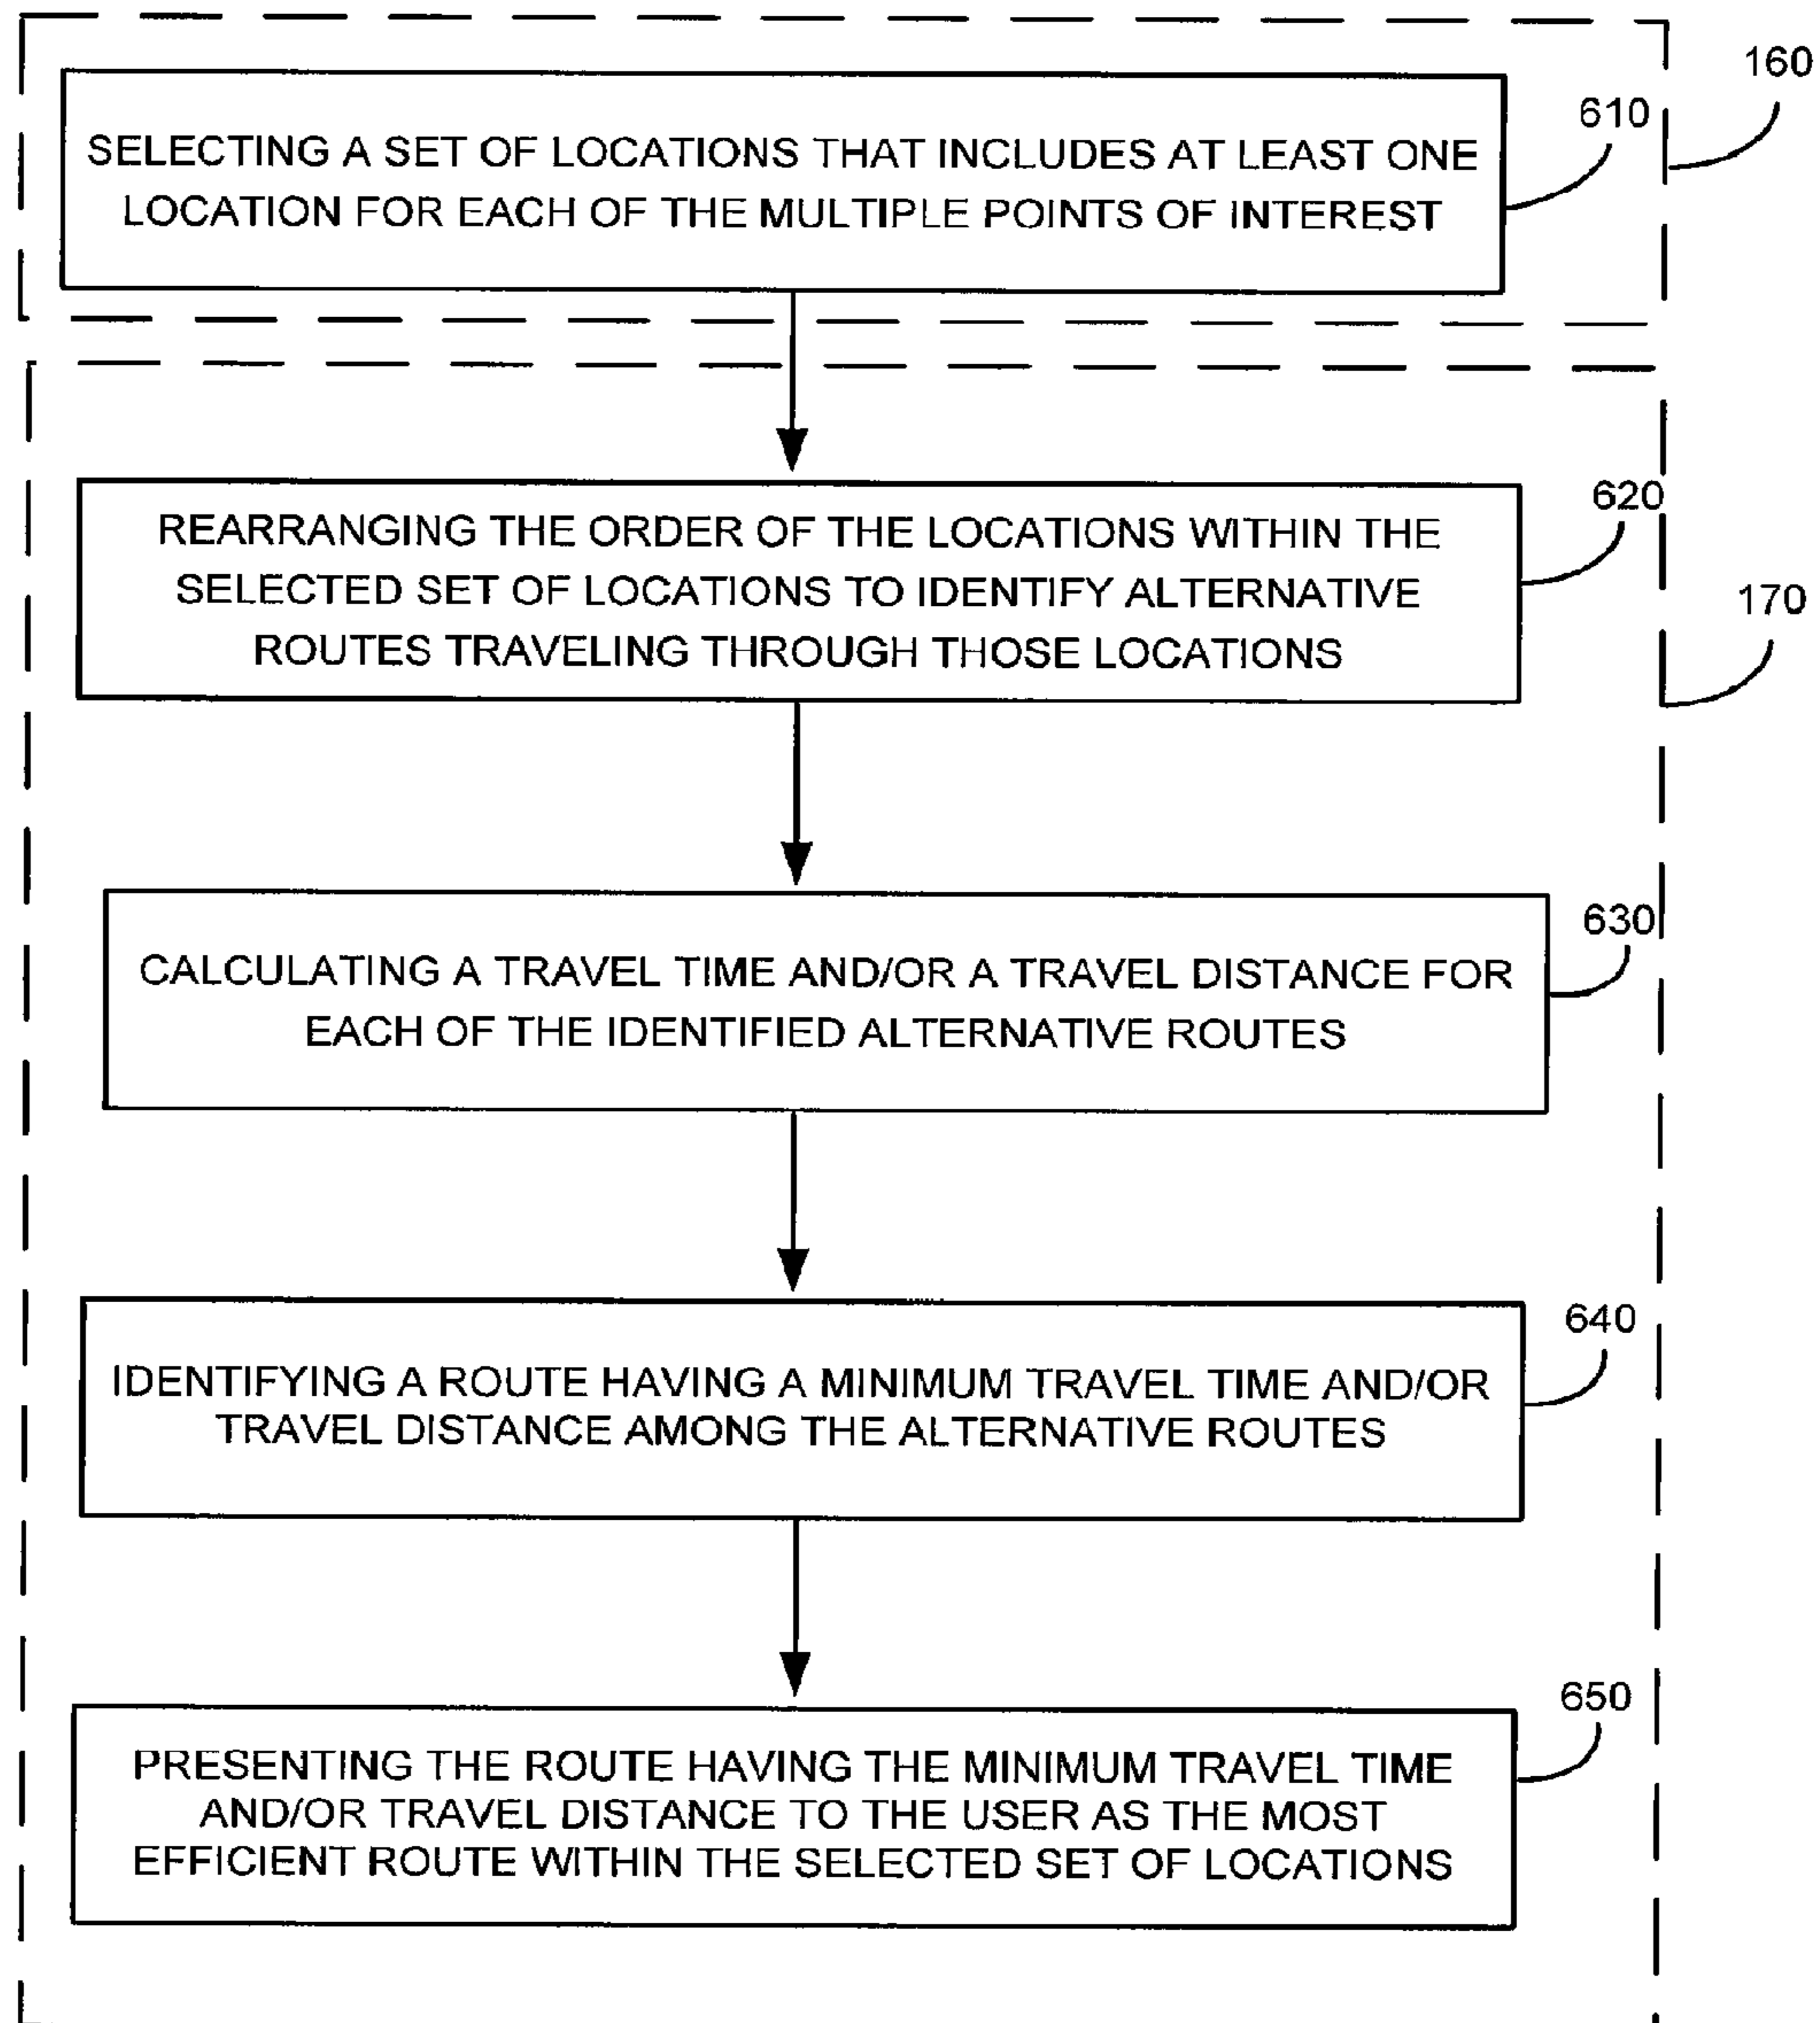 160
610
SELECTING A SET OF LOCATIONS THAT INCLUDES AT LEAST ONE
LOCATION FOR EACH OF THE MULTIPLE POINTS OF INTEREST
620
REARRANGING THE ORDER OF THE LOCATIONS WITHIN THE
SELECTED SET OF LOCATIONS TO IDENTIFY ALTERNATIVE
ROUTES TRAVELING THROUGH THOSE LOCATIONS
170
630
CALCULATING A TRAVEL TIME AND/OR A TRAVEL DISTANCE FOR
EACH OF THE IDENTIFIED ALTERNATIVE ROUTES
640
IDENTIFYING A ROUTE HAVING A MINIMUM TRAVEL TIME AND/OR
TRAVEL DISTANCE AMONG THE ALTERNATIVE ROUTES
650
PRESENTING THE ROUTE HAVING THE MINIMUM TRAVEL TIME
AND/OR TRAVEL DISTANCE TO THE USER AS THE MOST
EFFICIENT ROUTE WITHIN THE SELECTED SET OF LOCATIONS